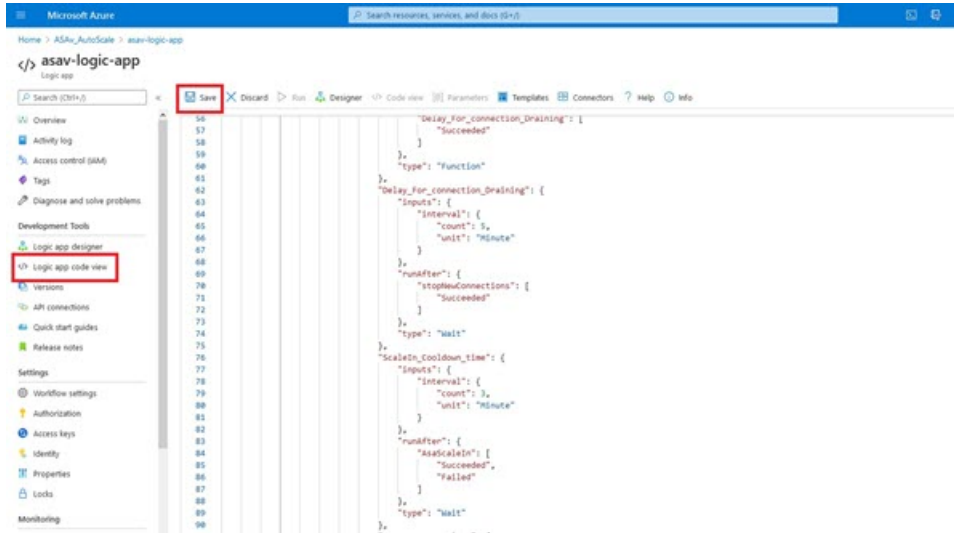 Microsoft Azure
Search resources, services, and docs (G+/)
Home > ASAv_AutoScale > asav-logic-app
</> asav-logic-app
Logic app
Search (Ctrl+/)
«
Save
Discard
Run
Designer
</> Code view
Parameters
Templates
Connectors
? Help
Info
Overview
Activity log
Access control (IAM)
Tags
Diagnose and solve problems
Development Tools
Logic app designer
</> Logic app code view
Versions
API connections
Quick start guides
Release notes
Settings
Workflow settings
Authorization
Access keys
Identity
Properties
Locks
Monitoring
56 "Delay_For_connection_Draining": [
57 "Succeeded"
58 ]
59 },
60 "type": "Function"
61 },
62 "Delay_For_connection_Draining": {
63 "inputs": {
64 "interval": {
65 "count": 5,
66 "unit": "Minute"
67 }
68 },
69 "runAfter": {
70 "stopNewConnections": [
71 "Succeeded"
72 ]
73 },
74 "type": "Wait"
75 },
76 "ScaleIn_Cooldown_time": {
77 "inputs": {
78 "interval": {
79 "count": 3,
80 "unit": "Minute"
81 }
82 },
83 "runAfter": {
84 "AsaScaleIn": [
85 "Succeeded",
86 "Failed"
87 ]
88 },
89 "type": "Wait"
90 },